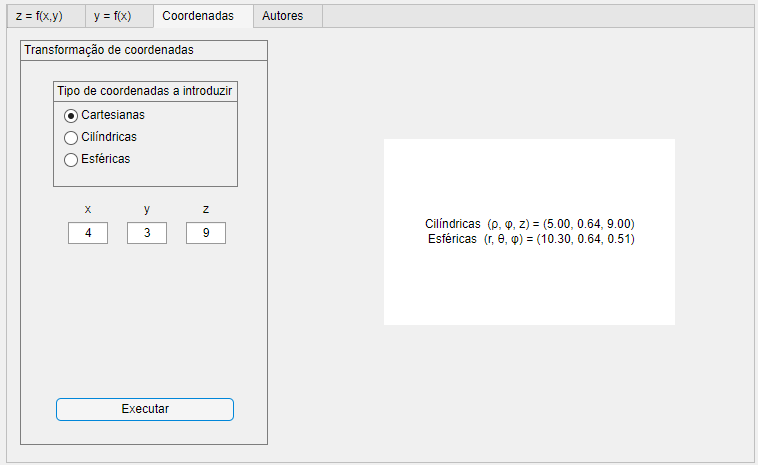 z = f(x,y) y = f(x) Coordenadas Autores
Transformação de coordenadas
Tipo de coordenadas a introduzir
Cartesianas
Cilíndricas
Esféricas
x y z
4 3 9
Executar
Cilíndricas (ρ, φ, z) = (5.00, 0.64, 9.00)
Esféricas (r, θ, φ) = (10.30, 0.64, 0.51)